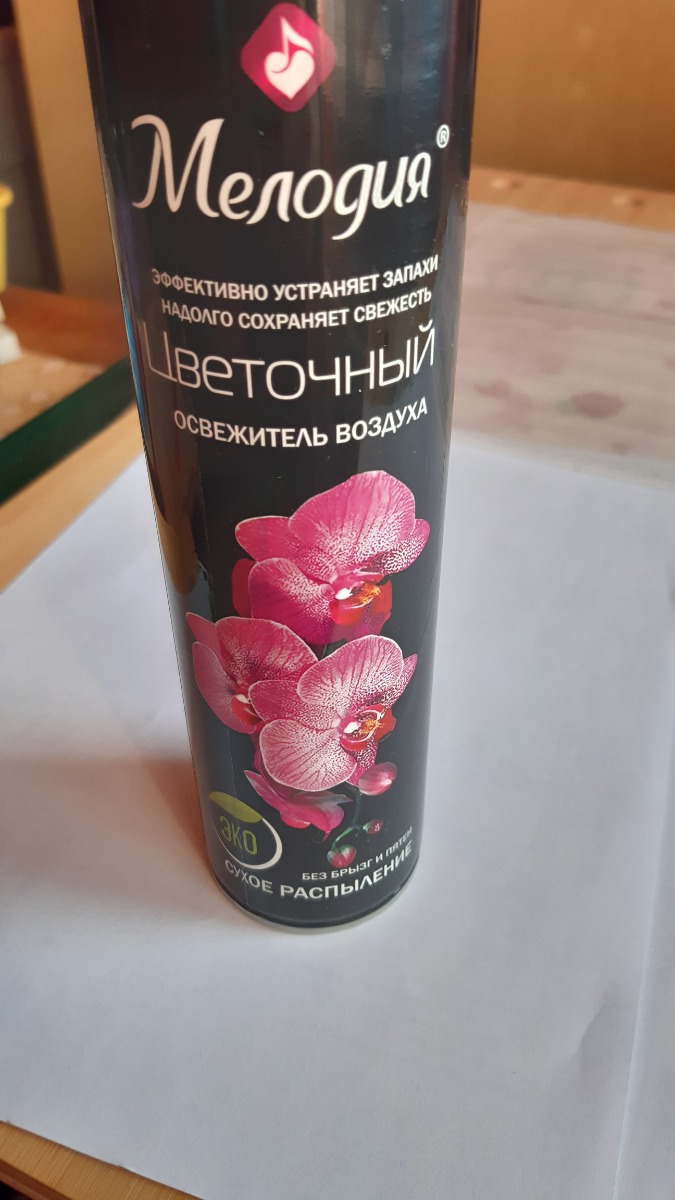 Мелодия®
ЭФФЕКТИВНО УСТРАНЯЕТ ЗАПАХИ
НАДОЛГО СОХРАНЯЕТ СВЕЖЕСТЬ
Цветочный
ОСВЕЖИТЕЛЬ ВОЗДУХА
ЭКО
БЕЗ БРЫЗГ И ПЯТЕН
СУХОЕ РАСПЫЛЕНИЕ